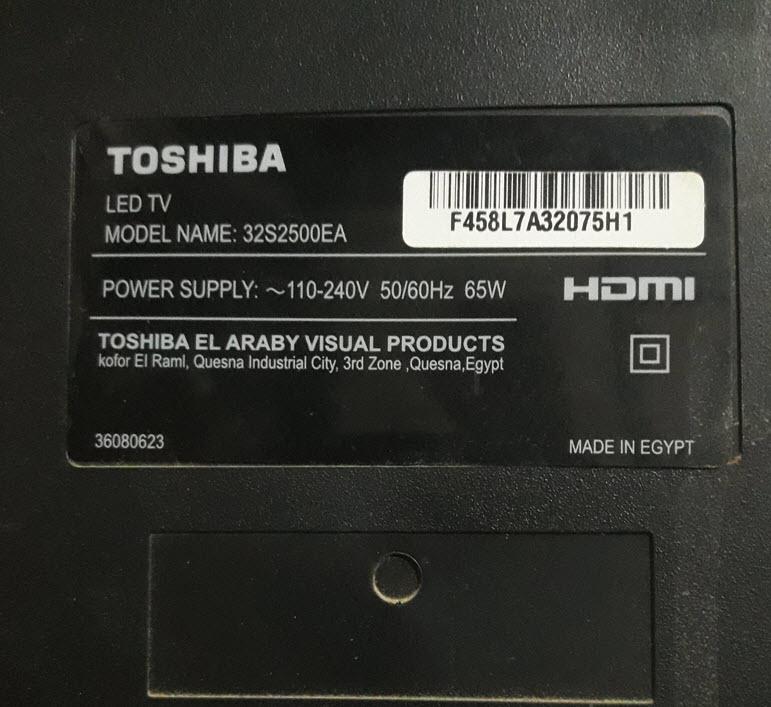 TOSHIBA
LED TV
MODEL NAME: 32S2500EA
F458L7A32075H1
POWER SUPPLY: ～110-240V 50/60Hz 65W
HDMI
TOSHIBA EL ARABY VISUAL PRODUCTS
kofor El Raml, Quesna Industrial City, 3rd Zone ,Quesna,Egypt
36080623
MADE IN EGYPT